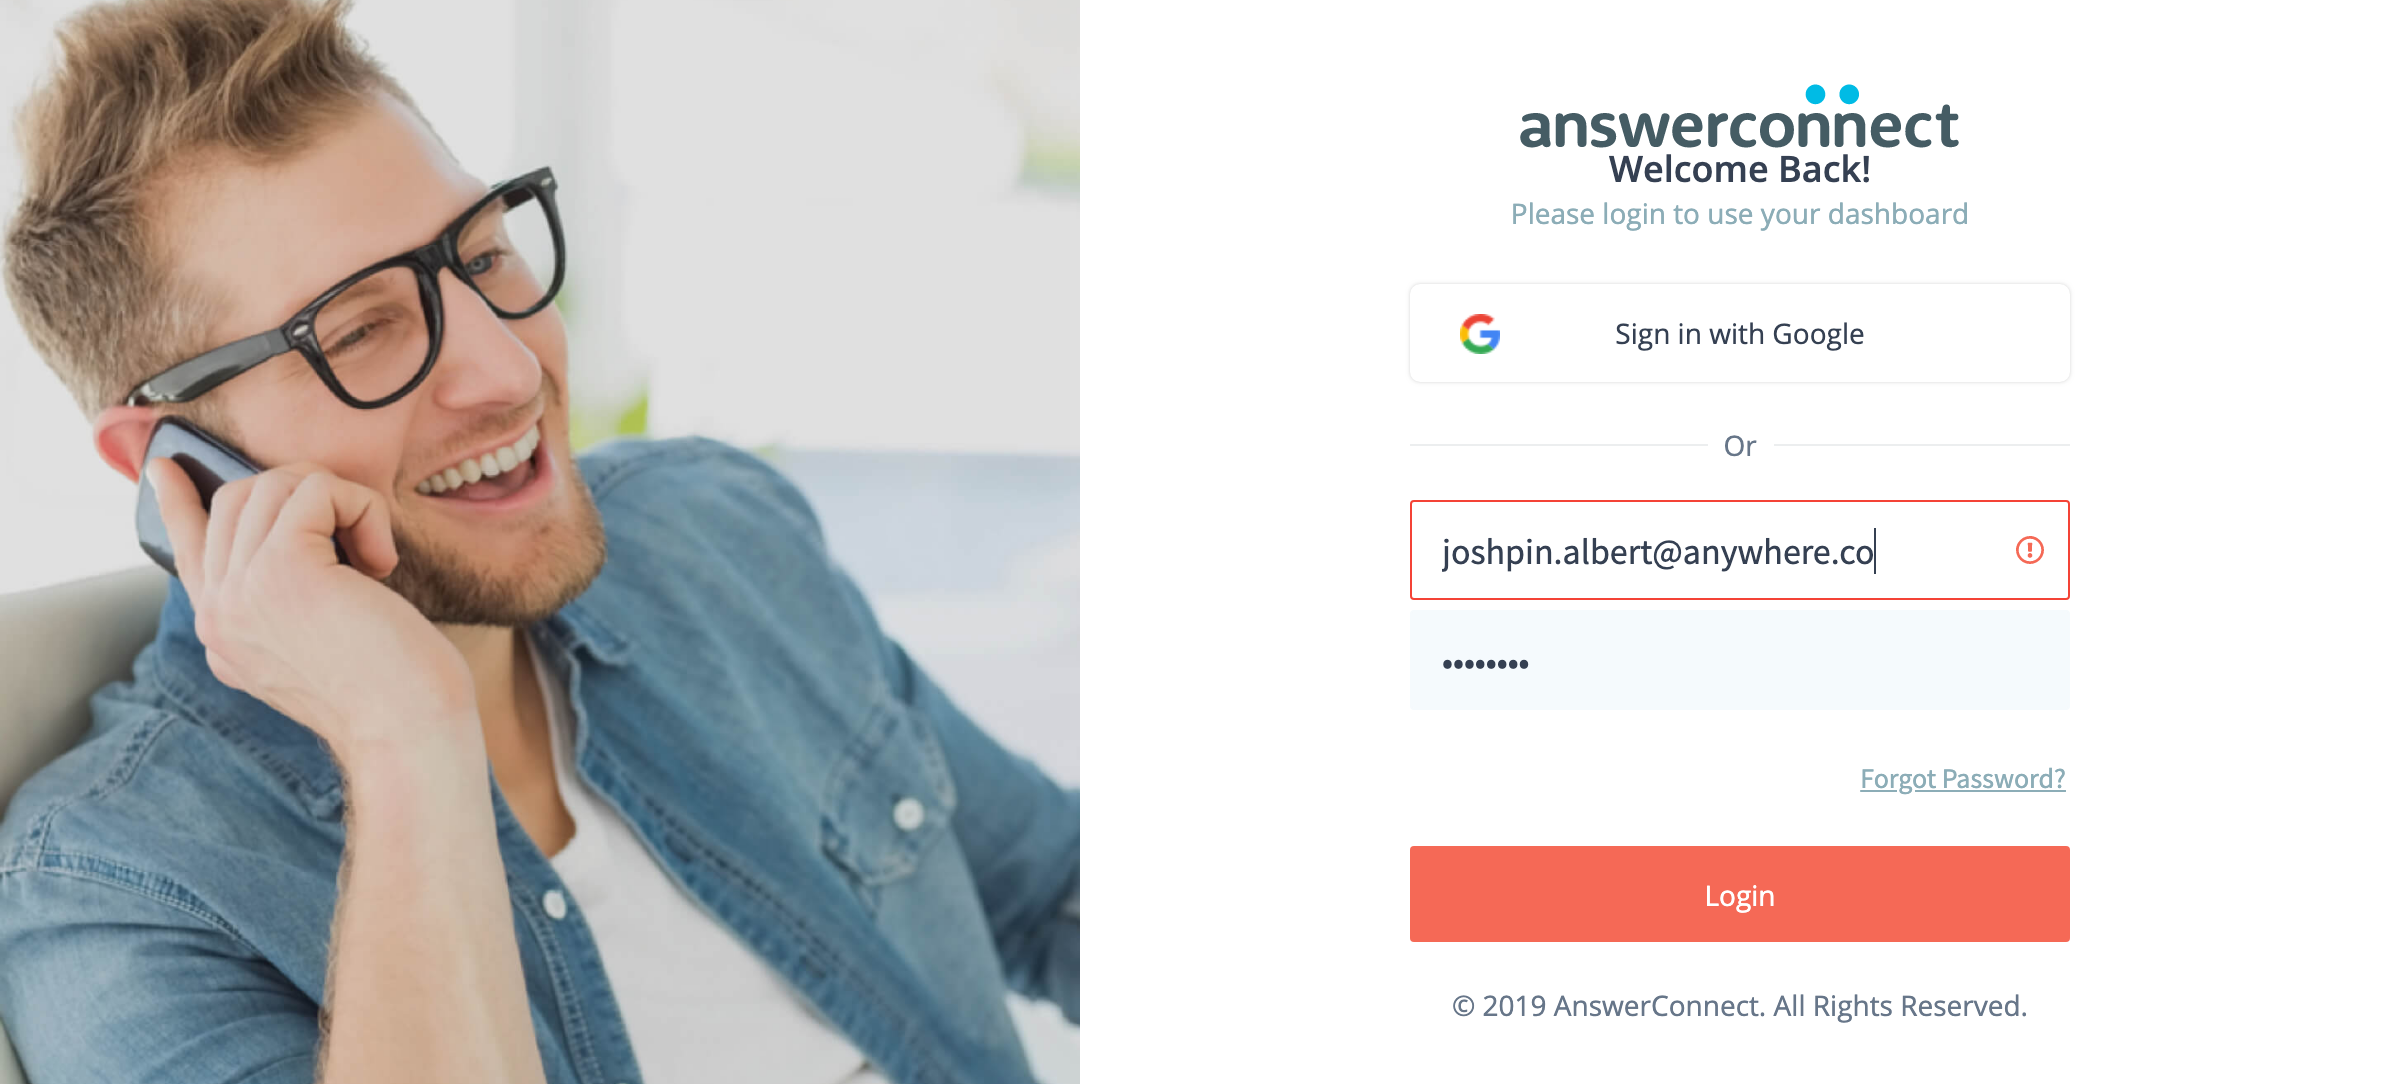 answerconnect
Welcome Back!
Please login to use your dashboard
Sign in with Google
Or
joshpin.albert@anywhere.co
••••••••
Forgot Password?
Login
© 2019 AnswerConnect. All Rights Reserved.